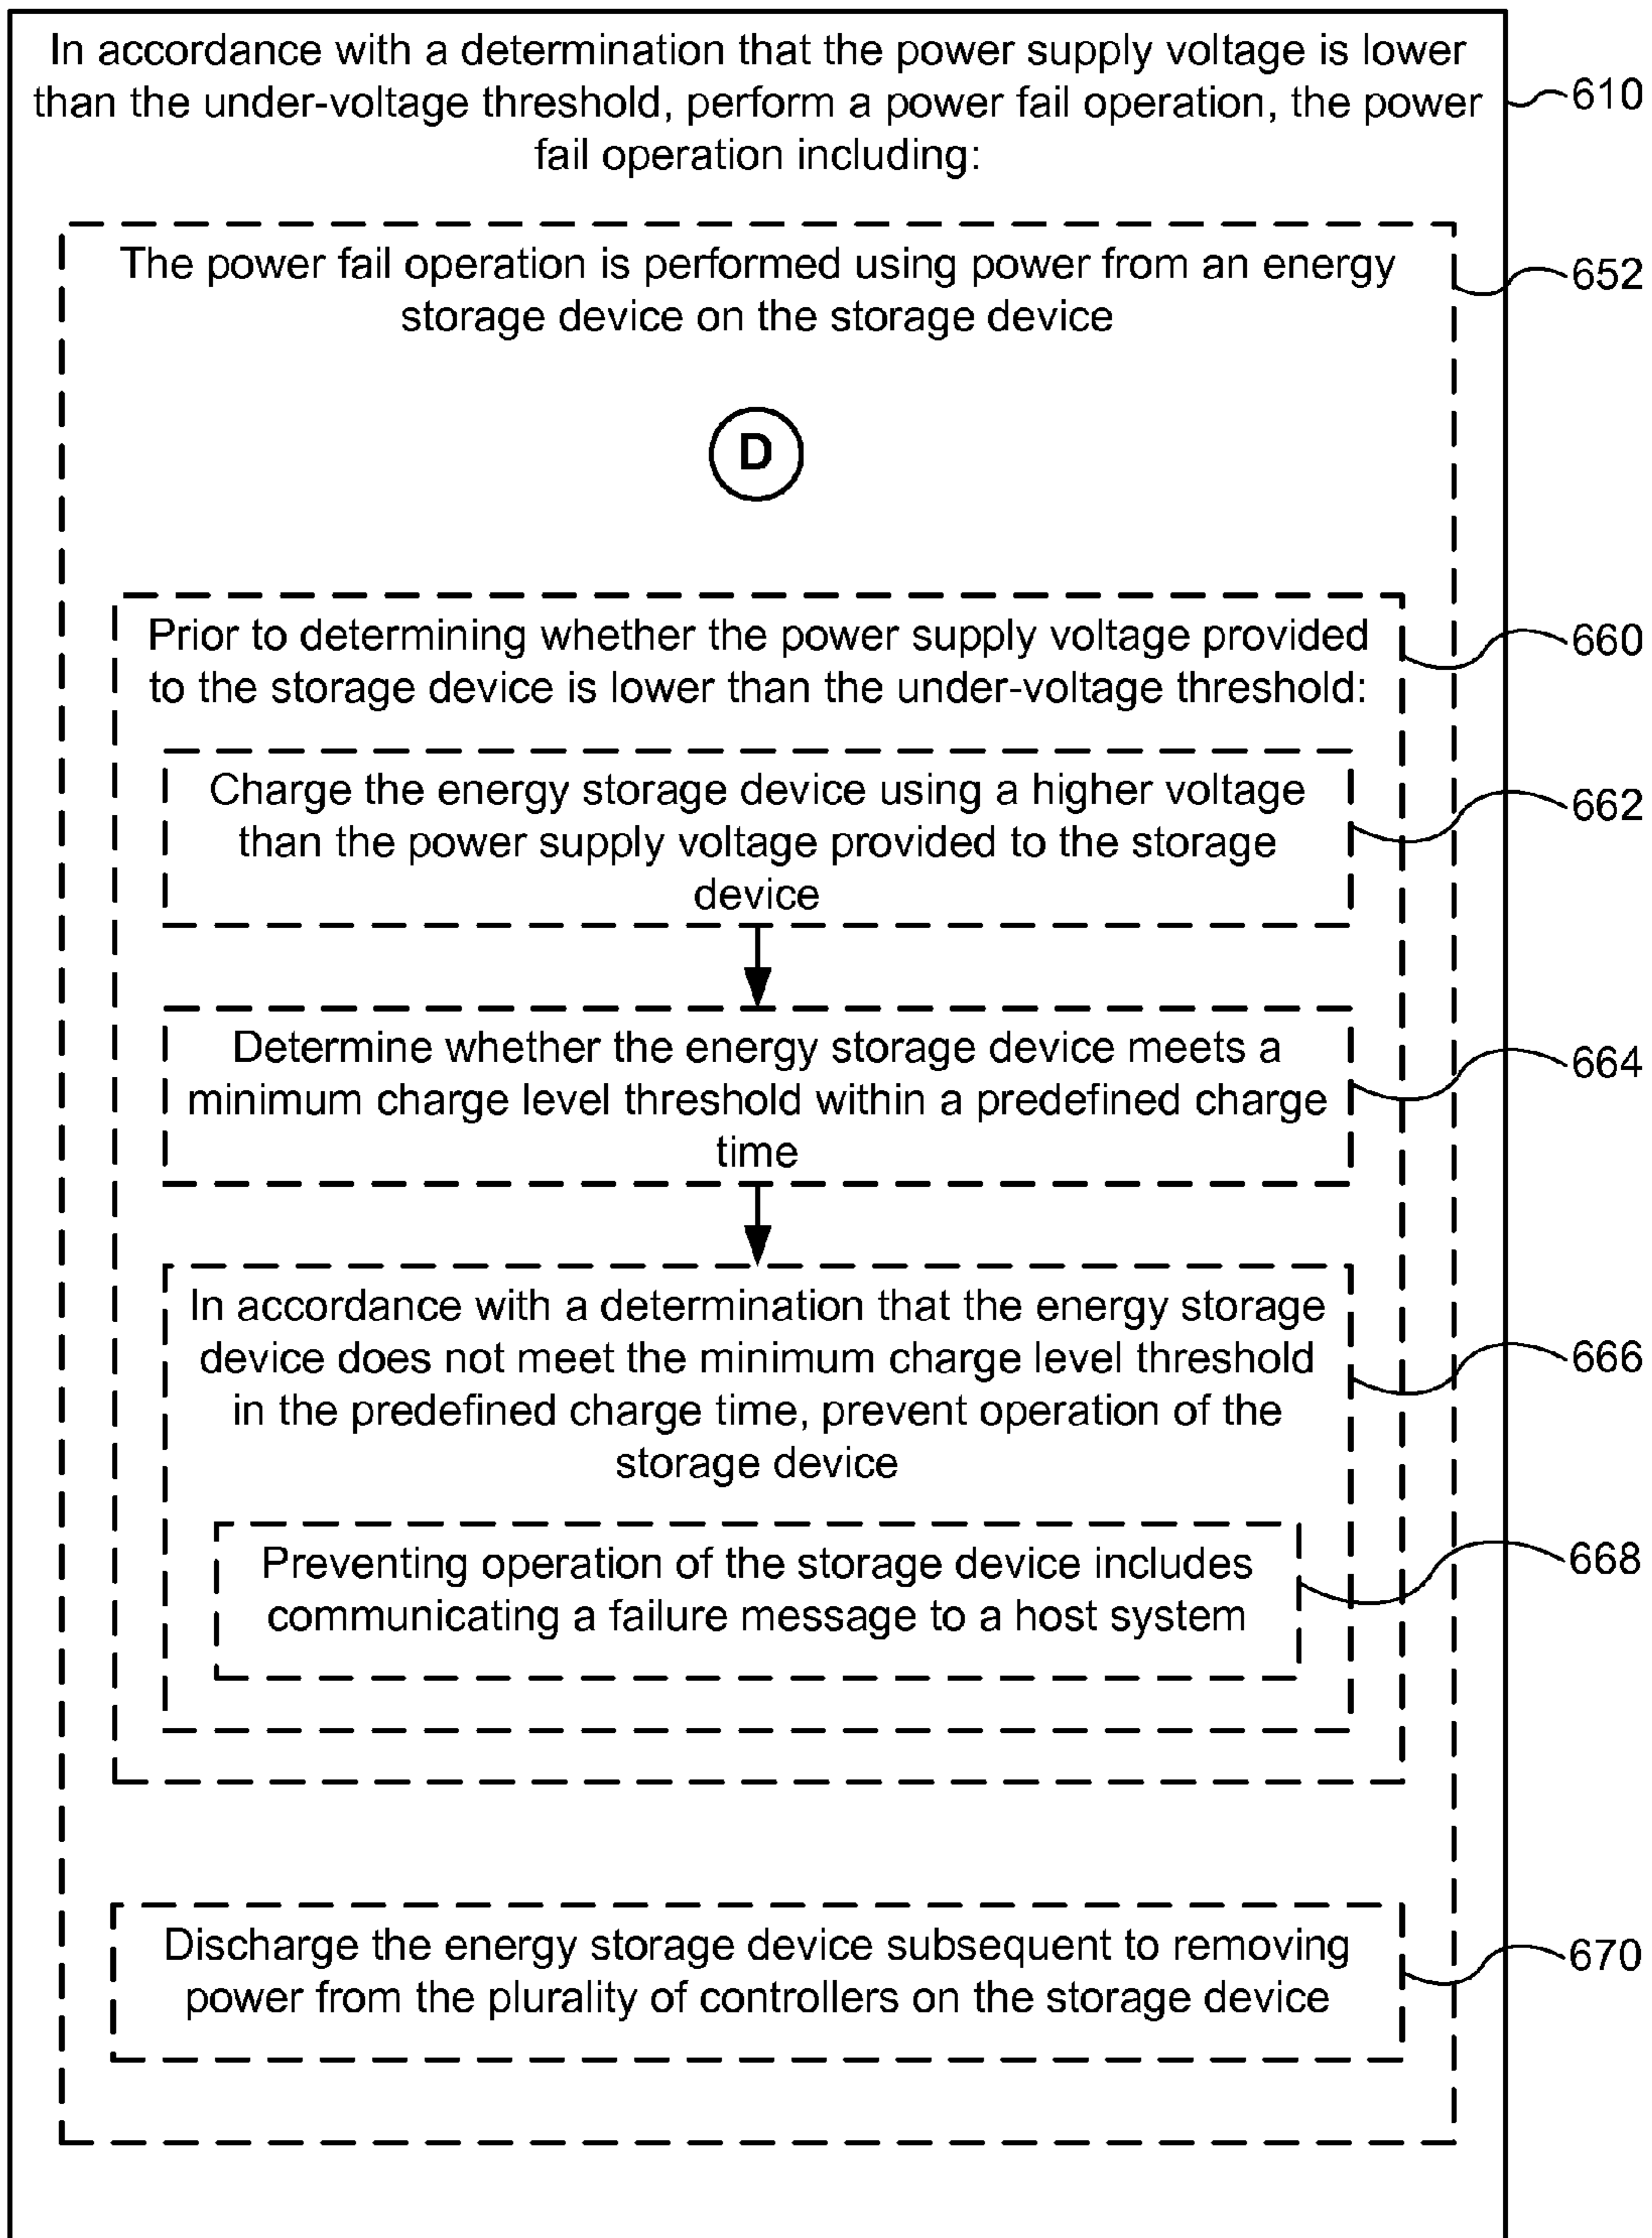 In accordance with a determination that the power supply voltage is lower
than the under-voltage threshold, perform a power fail operation, the power
fail operation including:
610
The power fail operation is performed using power from an energy
storage device on the storage device
652
D
Prior to determining whether the power supply voltage provided
to the storage device is lower than the under-voltage threshold:
660
Charge the energy storage device using a higher voltage
than the power supply voltage provided to the storage
device
662
Determine whether the energy storage device meets a
minimum charge level threshold within a predefined charge
time
664
In accordance with a determination that the energy storage
device does not meet the minimum charge level threshold
in the predefined charge time, prevent operation of the
storage device
666
Preventing operation of the storage device includes
communicating a failure message to a host system
668
Discharge the energy storage device subsequent to removing
power from the plurality of controllers on the storage device
670